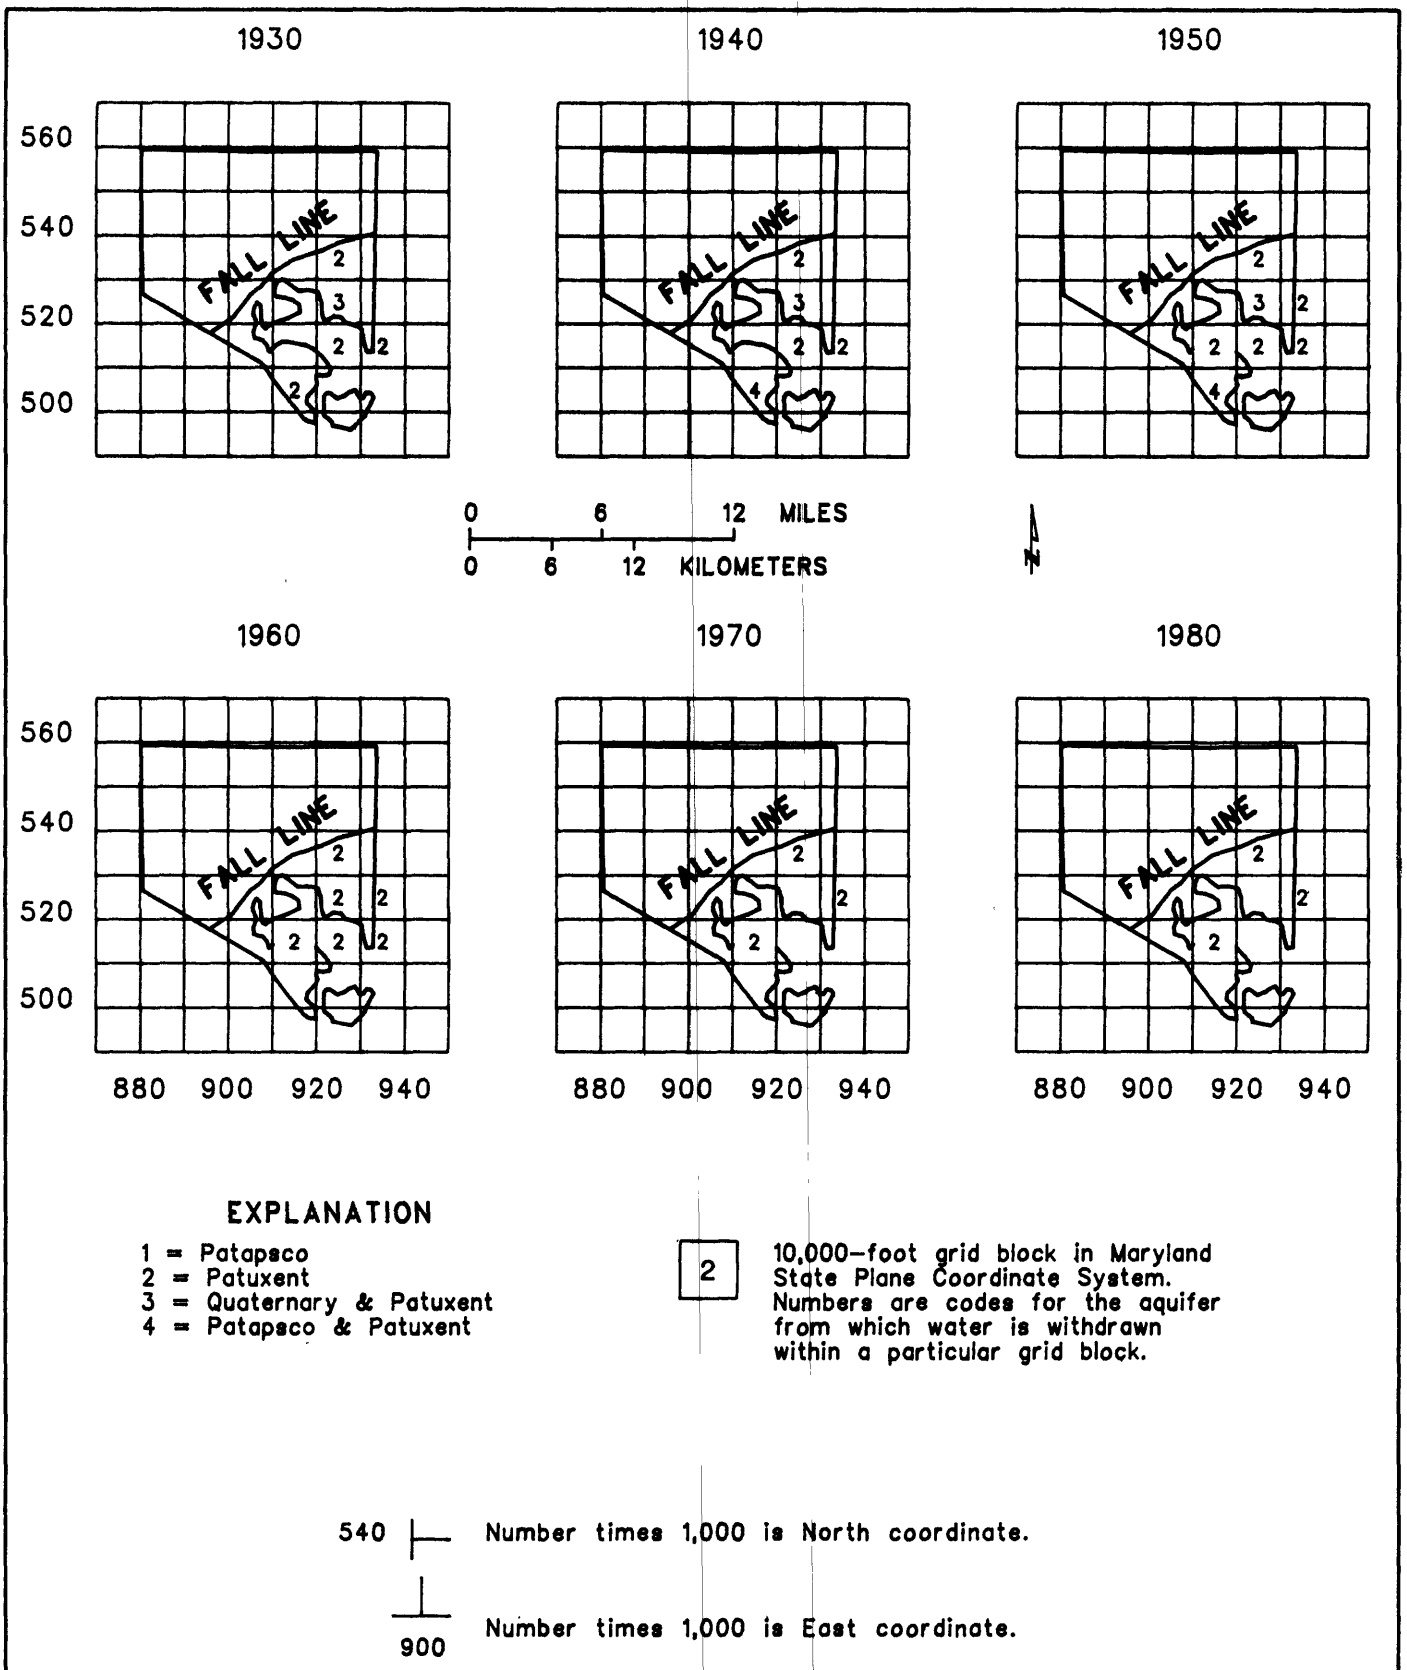 1930 1940 1950
560
540
520
500
FALL LINE
2
3
2 2
2
FALL LINE
2
3
2 2
4
FALL LINE
2
3 2
2 2 2
4
0 6 12 MILES
0 6 12 KILOMETERS
N
1960 1970 1980
560
540
520
500
FALL LINE
2
2 2
2 2 2
FALL LINE
2
2
2
FALL LINE
2
2
2
880 900 920 940 880 900 920 940 880 900 920 940
EXPLANATION
1 = Patapsco
2 = Patuxent
3 = Quaternary & Patuxent
4 = Patapsco & Patuxent
2
10,000-foot grid block in Maryland
State Plane Coordinate System.
Numbers are codes for the aquifer
from which water is withdrawn
within a particular grid block.
540 Number times 1,000 is North coordinate.
900 Number times 1,000 is East coordinate.